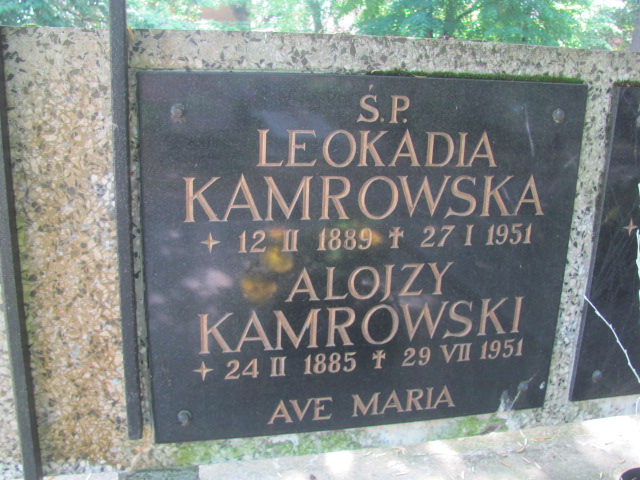 Ś.P.
LEOKADIA
KAMROWSKA
✦ 12 II 1889 ✝ 27 I 1951
ALOJZY
KAMROWSKI
✦ 24 II 1885 ✝ 29 VII 1951
AVE MARIA